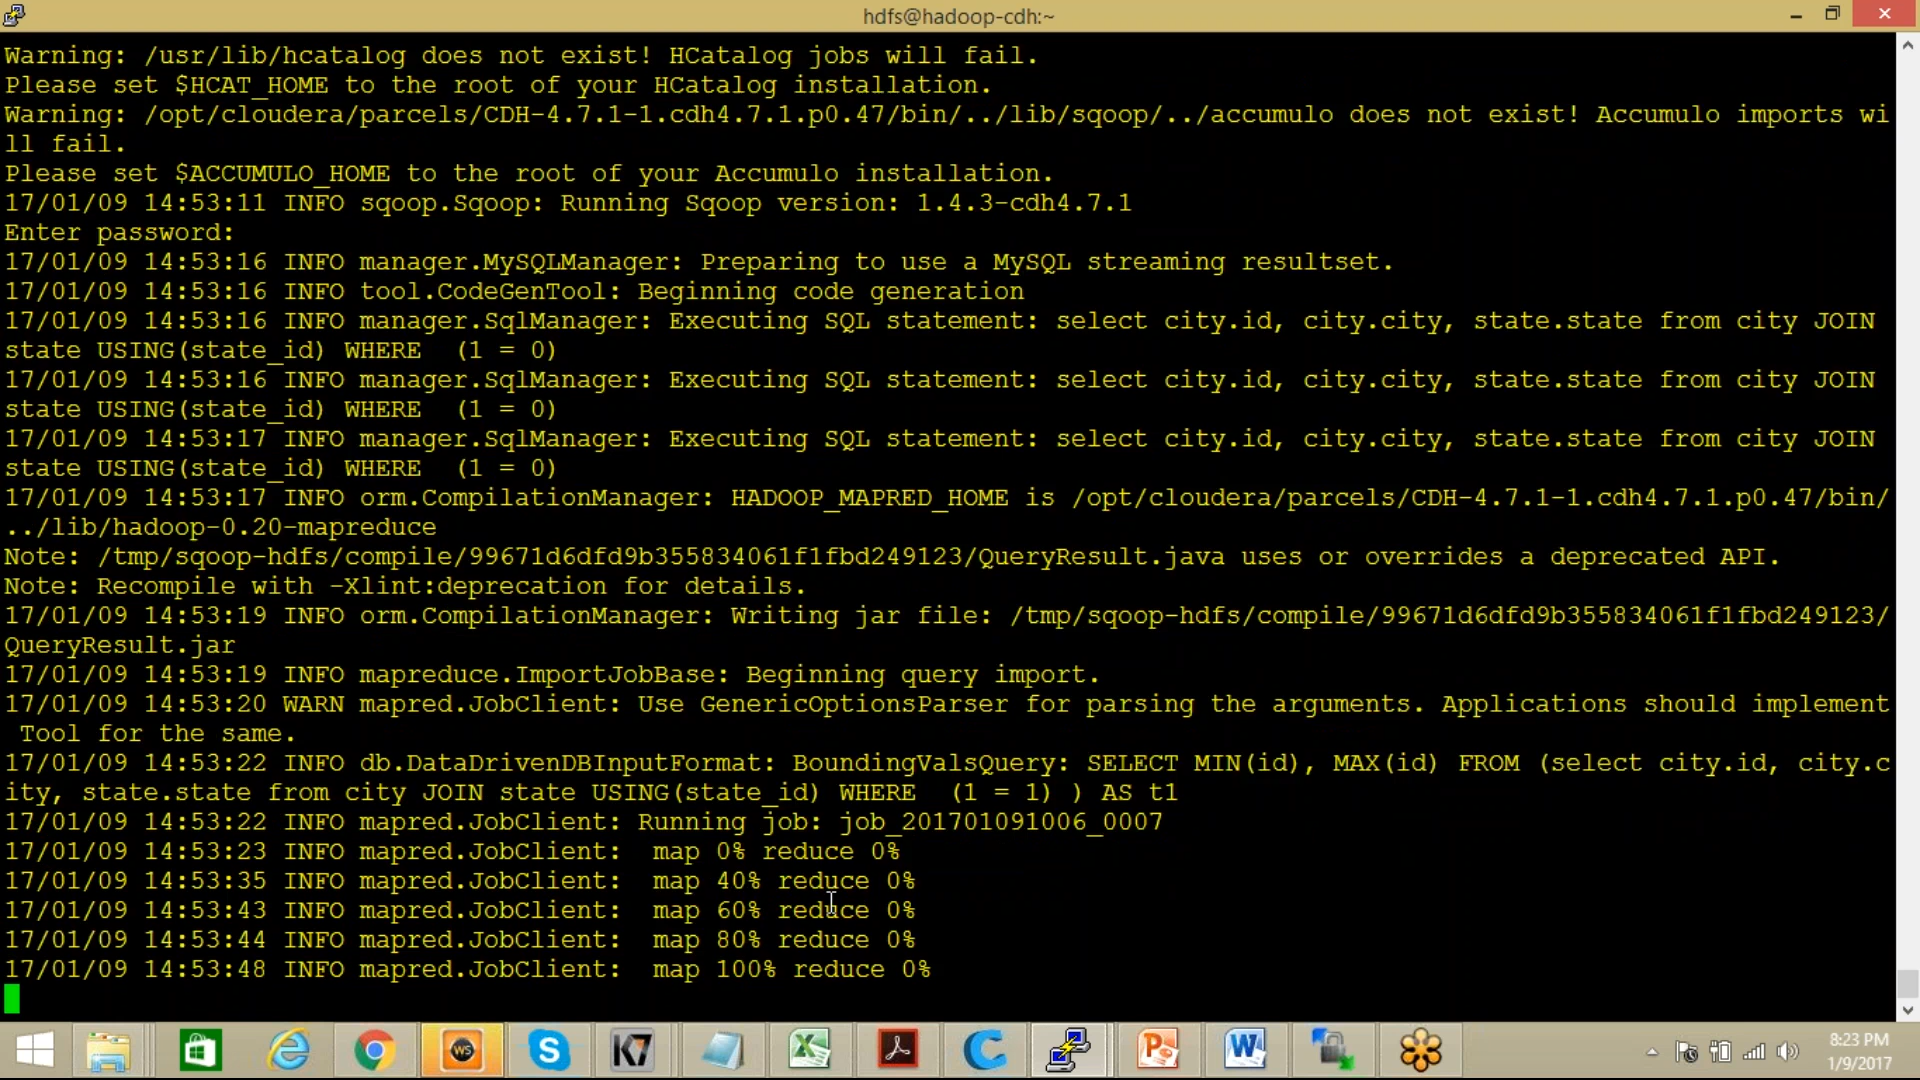 hdfs@hadoop-cdh:~
Warning: /usr/lib/hcatalog does not exist! HCatalog jobs will fail.
Please set $HCAT_HOME to the root of your HCatalog installation.
Warning: /opt/cloudera/parcels/CDH-4.7.1-1.cdh4.7.1.p0.47/bin/../lib/sqoop/../accumulo does not exist! Accumulo imports wi
ll fail.
Please set $ACCUMULO_HOME to the root of your Accumulo installation.
17/01/09 14:53:11 INFO sqoop.Sqoop: Running Sqoop version: 1.4.3-cdh4.7.1
Enter password:
17/01/09 14:53:16 INFO manager.MySQLManager: Preparing to use a MySQL streaming resultset.
17/01/09 14:53:16 INFO tool.CodeGenTool: Beginning code generation
17/01/09 14:53:16 INFO manager.SqlManager: Executing SQL statement: select city.id, city.city, state.state from city JOIN
state USING(state_id) WHERE  (1 = 0)
17/01/09 14:53:16 INFO manager.SqlManager: Executing SQL statement: select city.id, city.city, state.state from city JOIN
state USING(state_id) WHERE  (1 = 0)
17/01/09 14:53:17 INFO manager.SqlManager: Executing SQL statement: select city.id, city.city, state.state from city JOIN
state USING(state_id) WHERE  (1 = 0)
17/01/09 14:53:17 INFO orm.CompilationManager: HADOOP_MAPRED_HOME is /opt/cloudera/parcels/CDH-4.7.1-1.cdh4.7.1.p0.47/bin/
../lib/hadoop-0.20-mapreduce
Note: /tmp/sqoop-hdfs/compile/99671d6dfd9b355834061f1fbd249123/QueryResult.java uses or overrides a deprecated API.
Note: Recompile with -Xlint:deprecation for details.
17/01/09 14:53:19 INFO orm.CompilationManager: Writing jar file: /tmp/sqoop-hdfs/compile/99671d6dfd9b355834061f1fbd249123/
QueryResult.jar
17/01/09 14:53:19 INFO mapreduce.ImportJobBase: Beginning query import.
17/01/09 14:53:20 WARN mapred.JobClient: Use GenericOptionsParser for parsing the arguments. Applications should implement
 Tool for the same.
17/01/09 14:53:22 INFO db.DataDrivenDBInputFormat: BoundingValsQuery: SELECT MIN(id), MAX(id) FROM (select city.id, city.c
ity, state.state from city JOIN state USING(state_id) WHERE  (1 = 1) ) AS t1
17/01/09 14:53:22 INFO mapred.JobClient: Running job: job_201701091006_0007
17/01/09 14:53:23 INFO mapred.JobClient:  map 0% reduce 0%
17/01/09 14:53:35 INFO mapred.JobClient:  map 40% reduce 0%
17/01/09 14:53:43 INFO mapred.JobClient:  map 60% reduce 0%
17/01/09 14:53:44 INFO mapred.JobClient:  map 80% reduce 0%
17/01/09 14:53:48 INFO mapred.JobClient:  map 100% reduce 0%
WS
K7
8:23 PM
1/9/2017